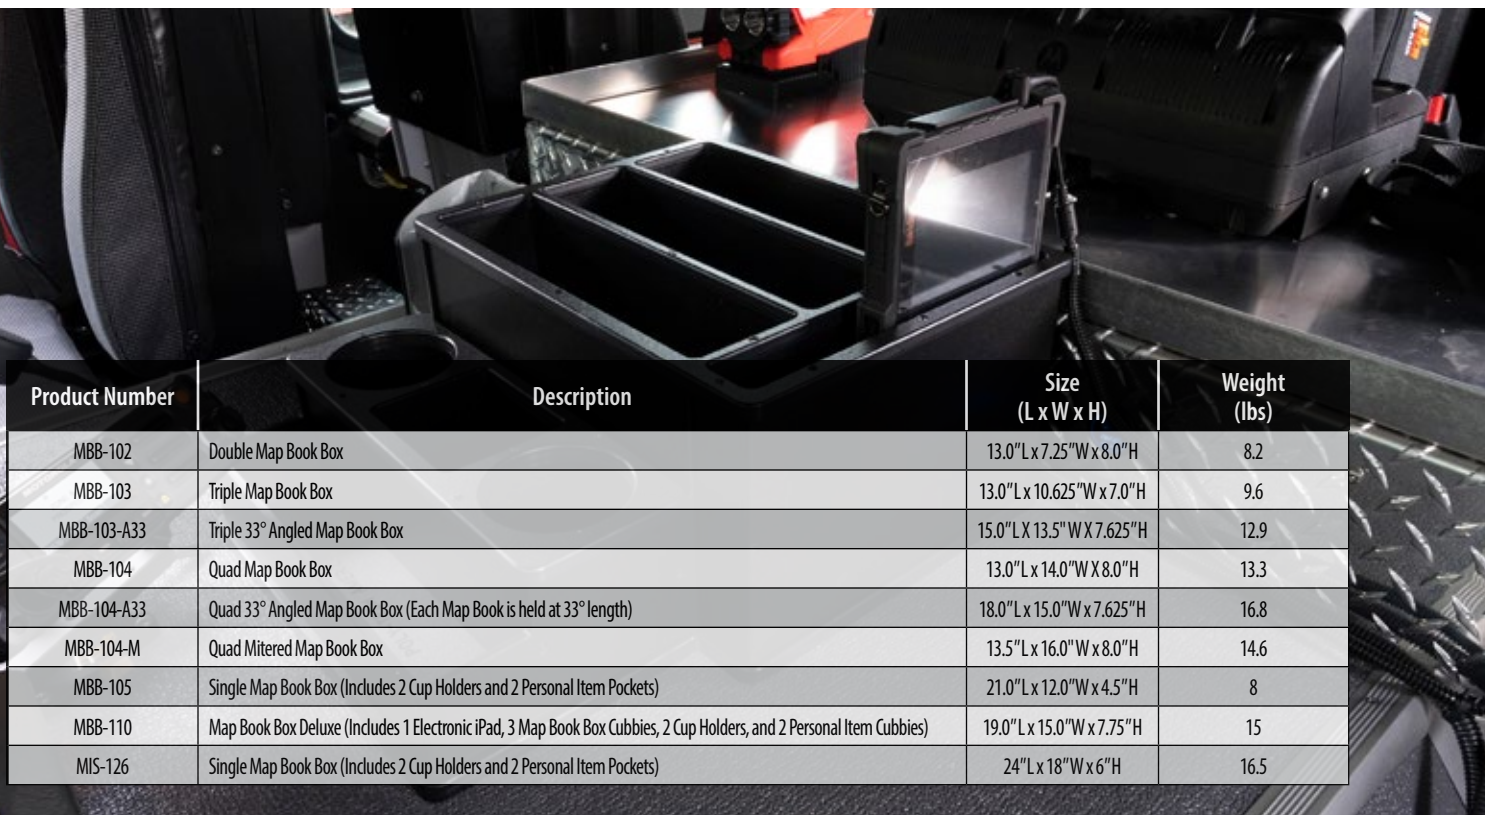 Product Number Description Size (L x W x H) Weight (lbs)
MBB-102 Double Map Book Box 13.0"L x 7.25"W x 8.0"H 8.2
MBB-103 Triple Map Book Box 13.0"L x 10.625"W x 7.0"H 9.6
MBB-103-A33 Triple 33° Angled Map Book Box 15.0"L X 13.5"W X 7.625"H 12.9
MBB-104 Quad Map Book Box 13.0"L x 14.0"W X 8.0"H 13.3
MBB-104-A33 Quad 33° Angled Map Book Box (Each Map Book is held at 33° length) 18.0"L x 15.0"W x 7.625"H 16.8
MBB-104-M Quad Mitered Map Book Box 13.5"L x 16.0"W x 8.0"H 14.6
MBB-105 Single Map Book Box (Includes 2 Cup Holders and 2 Personal Item Pockets) 21.0"L x 12.0"W x 4.5"H 8
MBB-110 Map Book Box Deluxe (Includes 1 Electronic iPad, 3 Map Book Box Cubbies, 2 Cup Holders, and 2 Personal Item Cubbies) 19.0"L x 15.0"W x 7.75"H 15
MIS-126 Single Map Book Box (Includes 2 Cup Holders and 2 Personal Item Pockets) 24"L x 18"W x 6"H 16.5